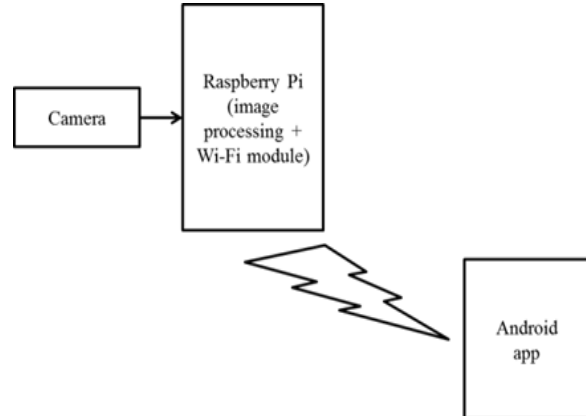 Camera
Raspberry Pi
(image
processing +
Wi-Fi module)
Android
app